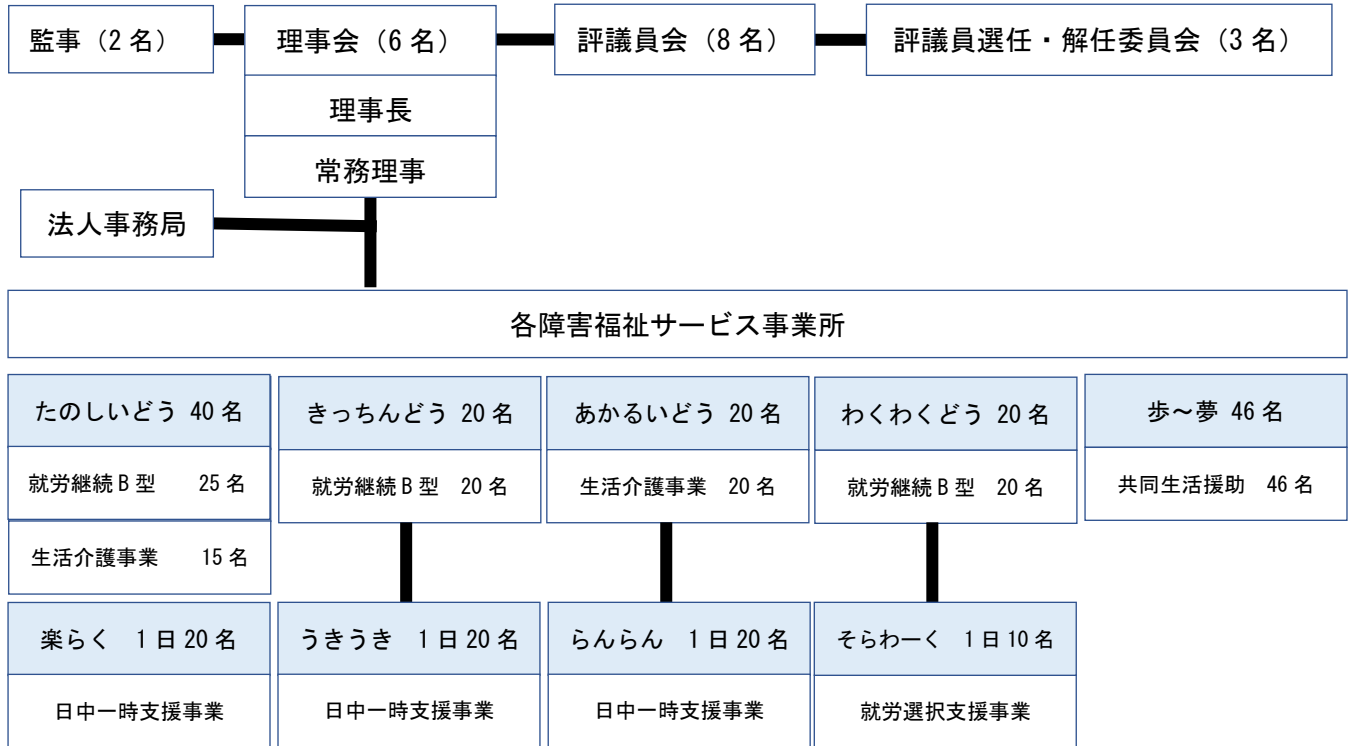 監事（2名）
理事会（6名）
評議員会（8名）
評議員選任・解任委員会（3名）
理事長
常務理事
法人事務局
各障害福祉サービス事業所
たのしいどう 40名
きっちんどう 20名
あかるいどう 20名
わくわくどう 20名
歩～夢 46名
就労継続B型　25名
就労継続B型　20名
生活介護事業　20名
就労継続B型　20名
共同生活援助　46名
生活介護事業　15名
楽らく　1日20名
うきうき　1日20名
らんらん　1日20名
そらわーく　1日10名
日中一時支援事業
日中一時支援事業
日中一時支援事業
就労選択支援事業